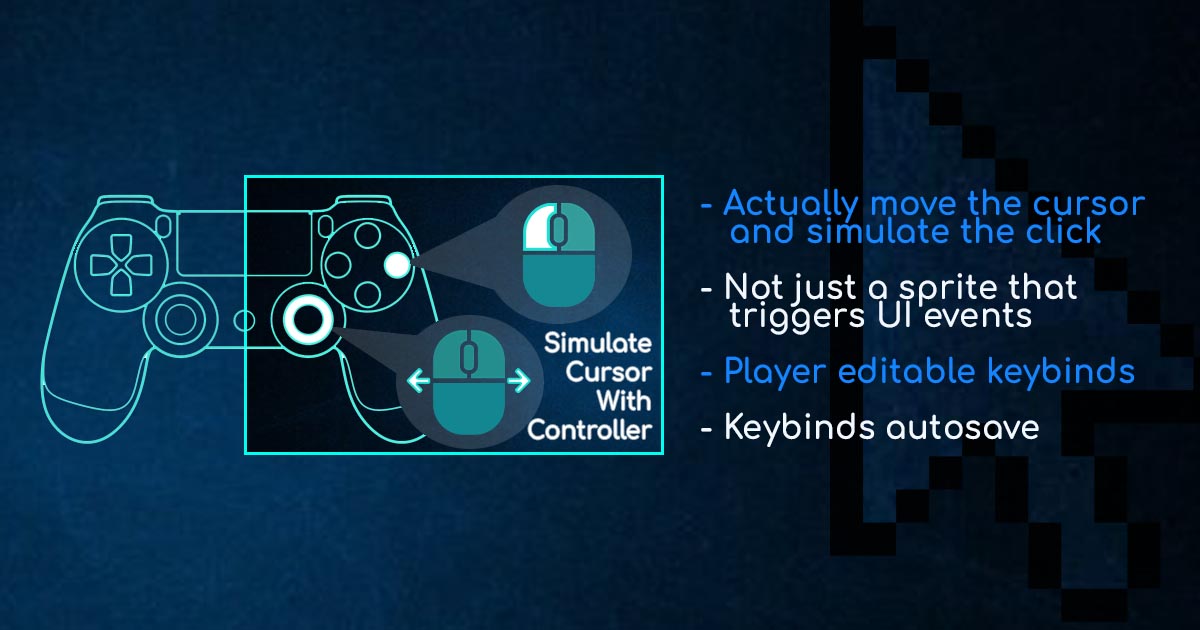 Simulate
Cursor
With
Controller
- Actually move the cursor
and simulate the click
- Not just a sprite that
triggers UI events
- Player editable keybinds
- Keybinds autosave